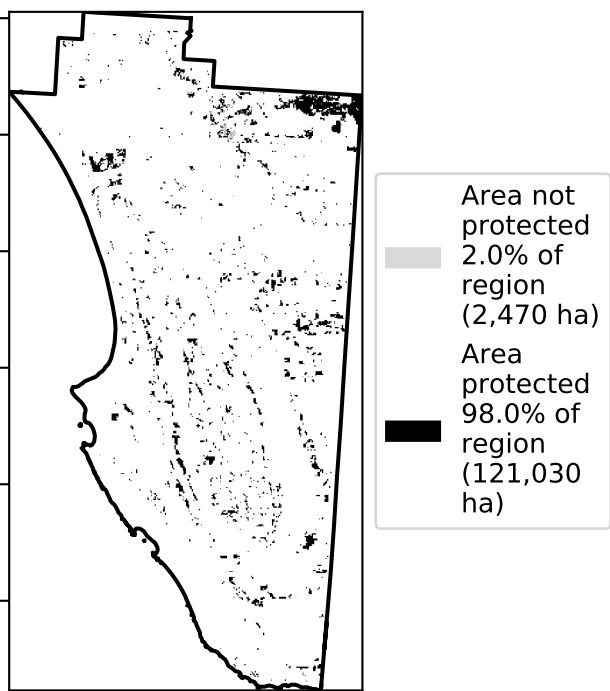 Area not
protected
2.0% of
region
(2,470 ha)
Area
protected
98.0% of
region
(121,030
ha)